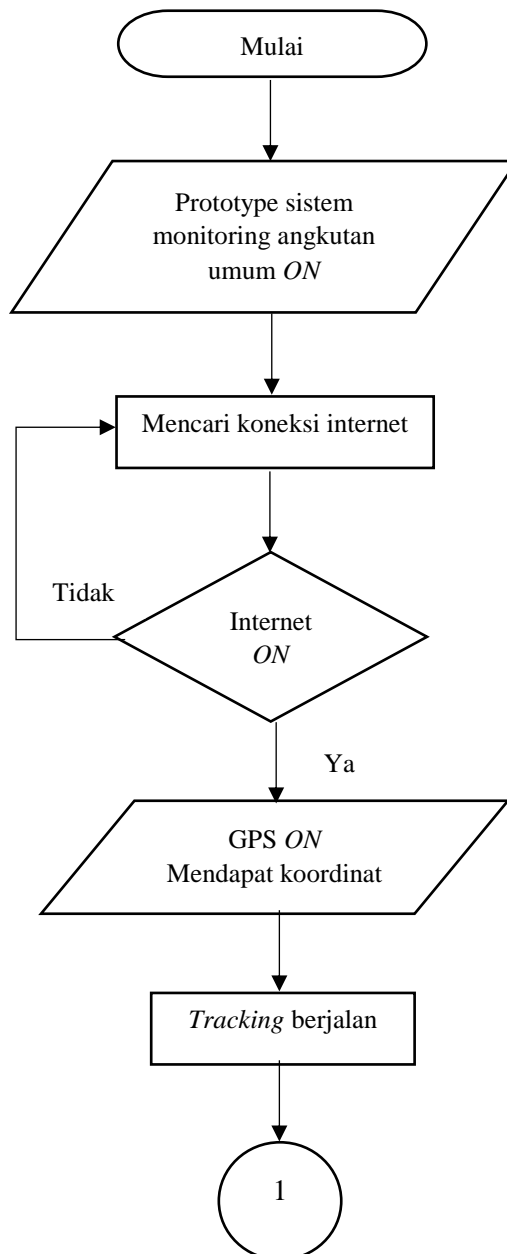 Mulai
Prototype sistem
monitoring angkutan
umum ON
Mencari koneksi internet
Tidak
Internet
ON
Ya
GPS ON
Mendapat koordinat
Tracking berjalan
1